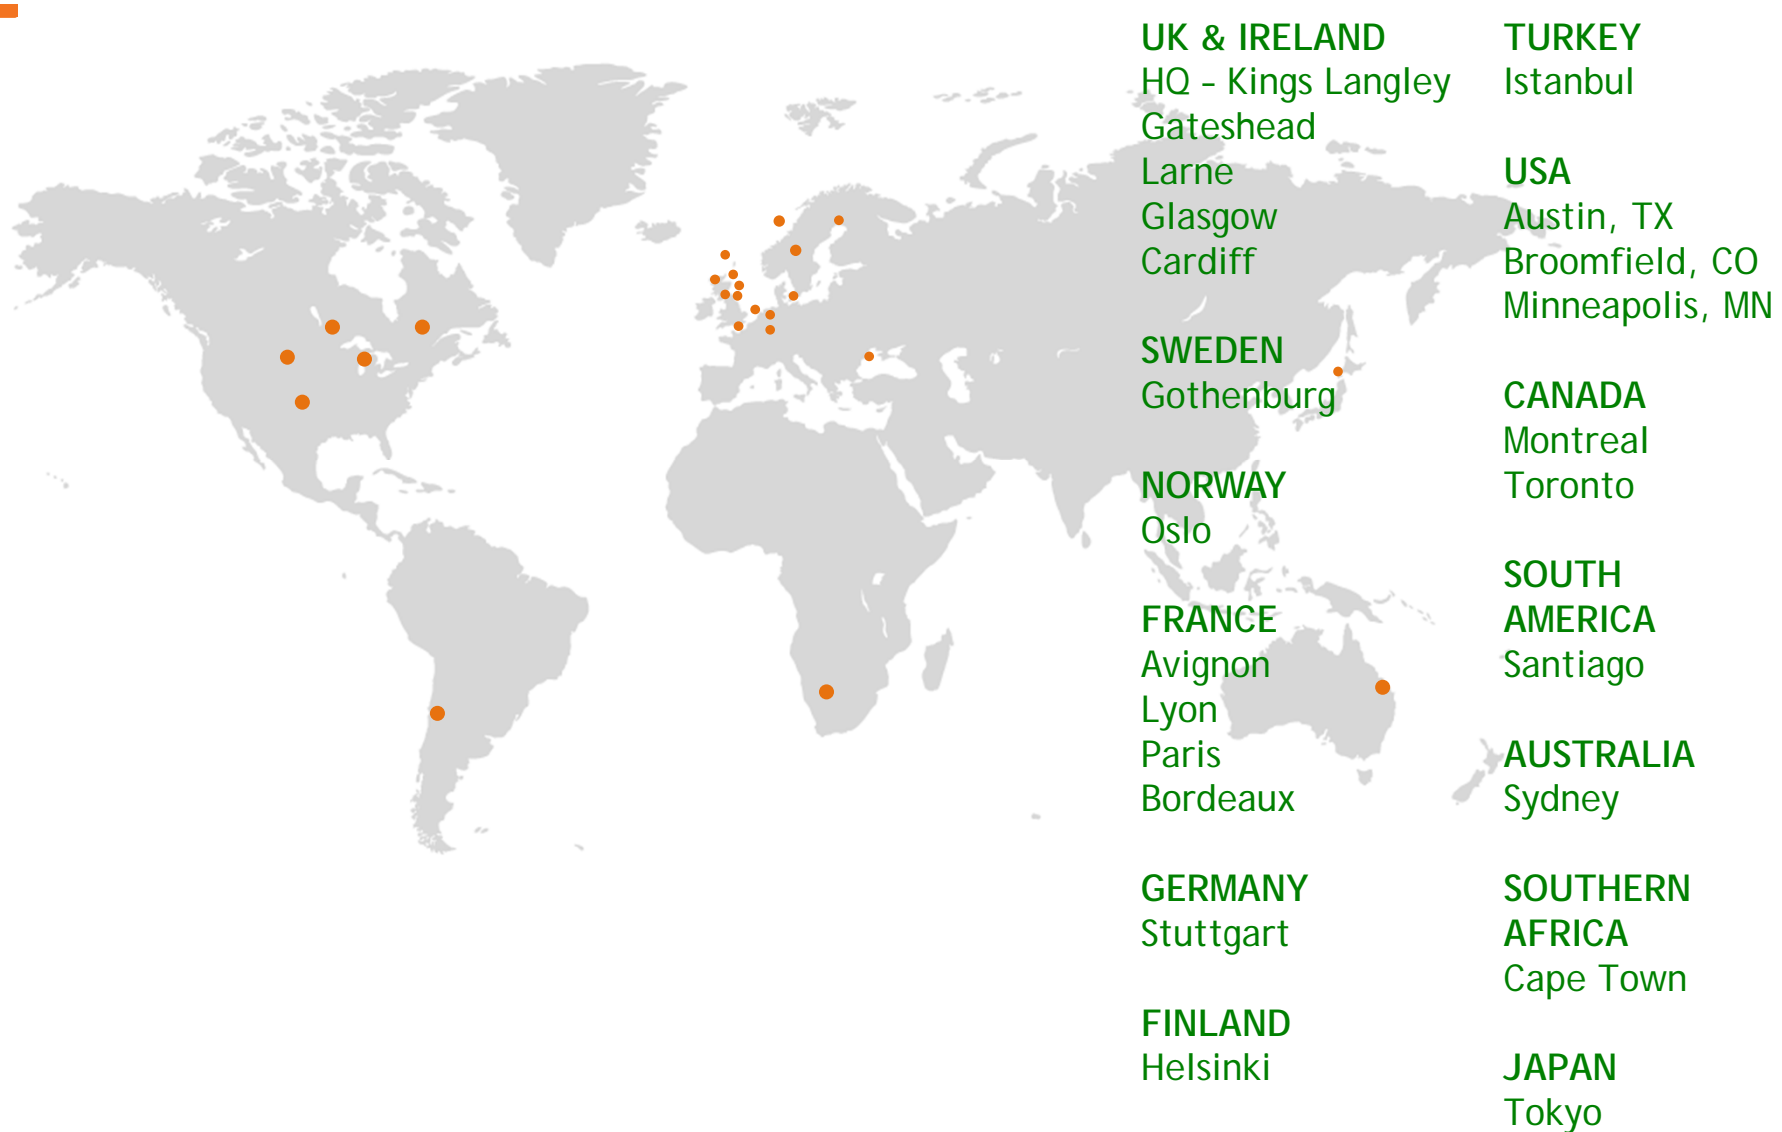 UK & IRELAND
HQ – Kings Langley
Gateshead
Larne
Glasgow
Cardiff
SWEDEN
Gothenburg
NORWAY
Oslo
FRANCE
Avignon
Lyon
Paris
Bordeaux
GERMANY
Stuttgart
FINLAND
Helsinki
TURKEY
Istanbul
USA
Austin, TX
Broomfield, CO
Minneapolis, MN
CANADA
Montreal
Toronto
SOUTH
AMERICA
Santiago
AUSTRALIA
Sydney
SOUTHERN
AFRICA
Cape Town
JAPAN
Tokyo